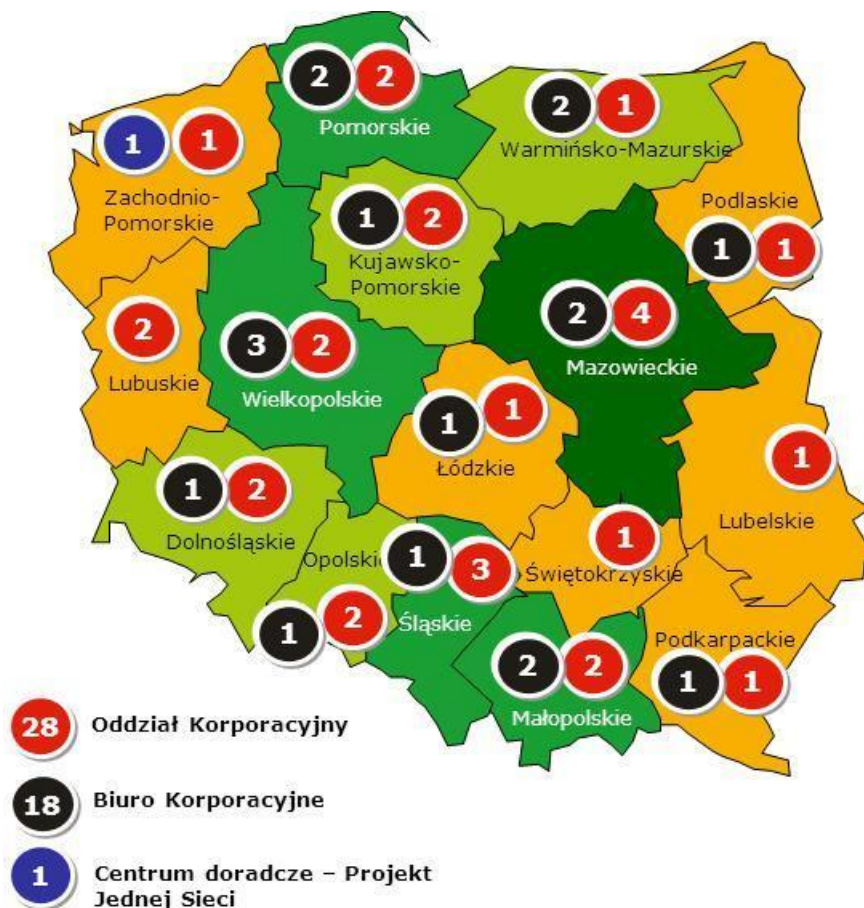 2 2
Pomorskie
2 1
Warmińsko-Mazurskie
1 1
Zachodnio-
Pomorskie
Podlaskie
1 1
1 2
Kujawsko-
Pomorskie
2
Lubuskie
3 2
Wielkopolskie
2 4
Mazowieckie
1 1
Łódzkie
1
Lubelskie
1 2
Dolnośląskie
Opolskie
1 2
1 3
Śląskie
1
Świętokrzyskie
2 2
Małopolskie
Podkarpackie
1 1
28 Oddział Korporacyjny
18 Biuro Korporacyjne
1 Centrum doradcze – Projekt
Jednej Sieci